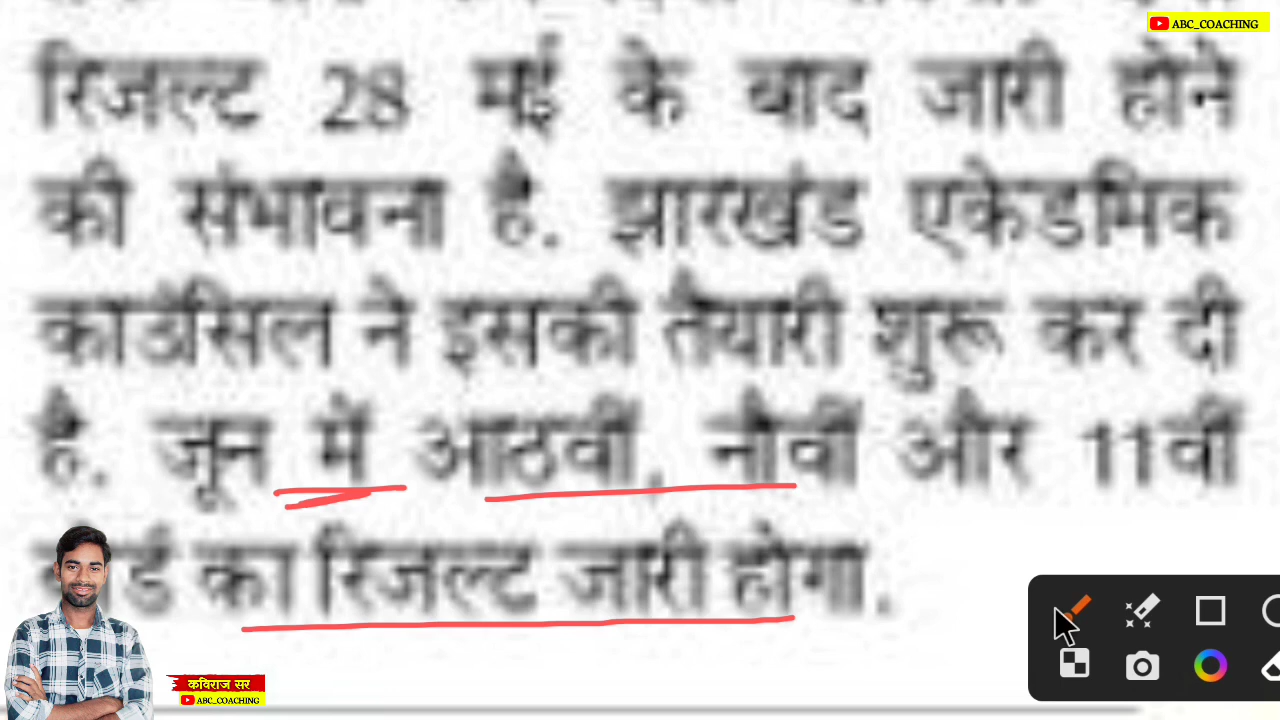 ABC_COACHING
रिजल्ट 28 मई के बाद जारी होने
की संभावना है. झारखंड एकेडमिक
काउंसिल ने इसकी तैयारी शुरू कर दी
है. जून में आठवीं, नौवीं और 11वीं
का रिजल्ट जारी होगा.
कविराज सर
ABC_COACHING